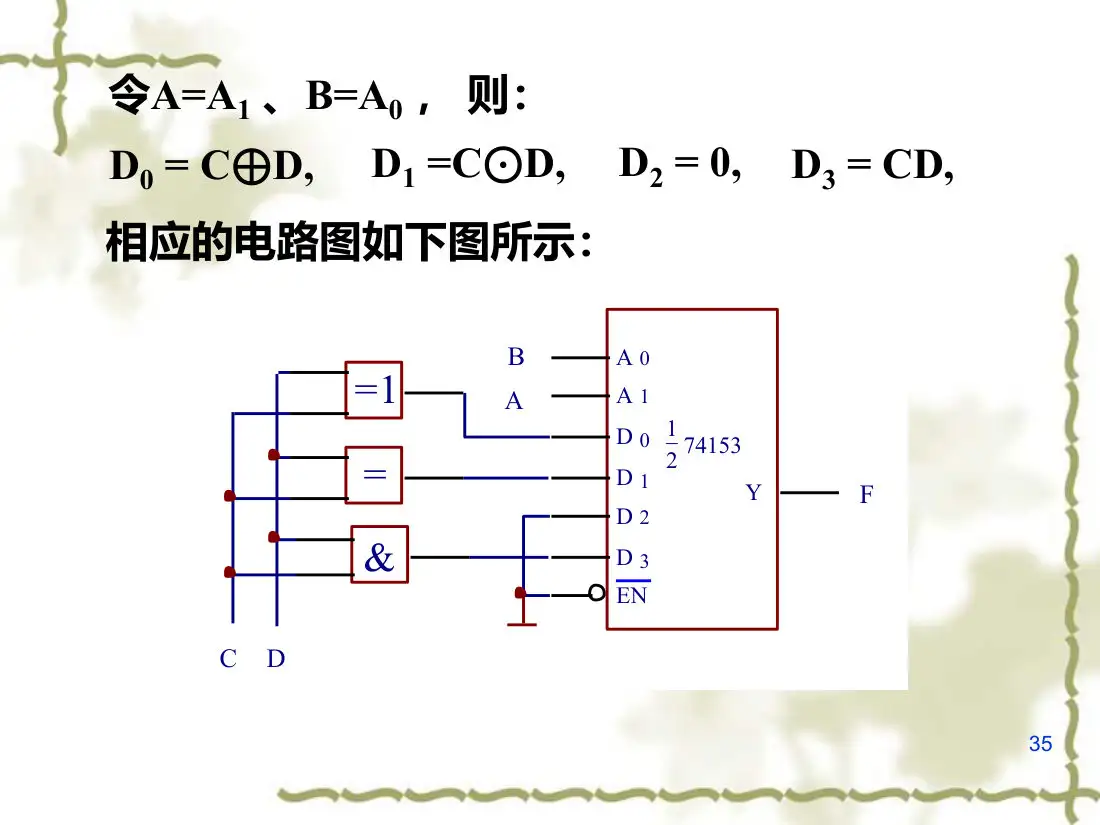 令A=A₁ 、B=A₀ ， 则：
D₀ = C⊕D, D₁ =C⊙D, D₂ = 0, D₃ = CD,
相应的电路图如下图所示：
B
A
=1
=
&
C D
A 0
A 1
D 0
D 1
D 2
D 3
E̅N̅
1/2 74153
Y
F
35